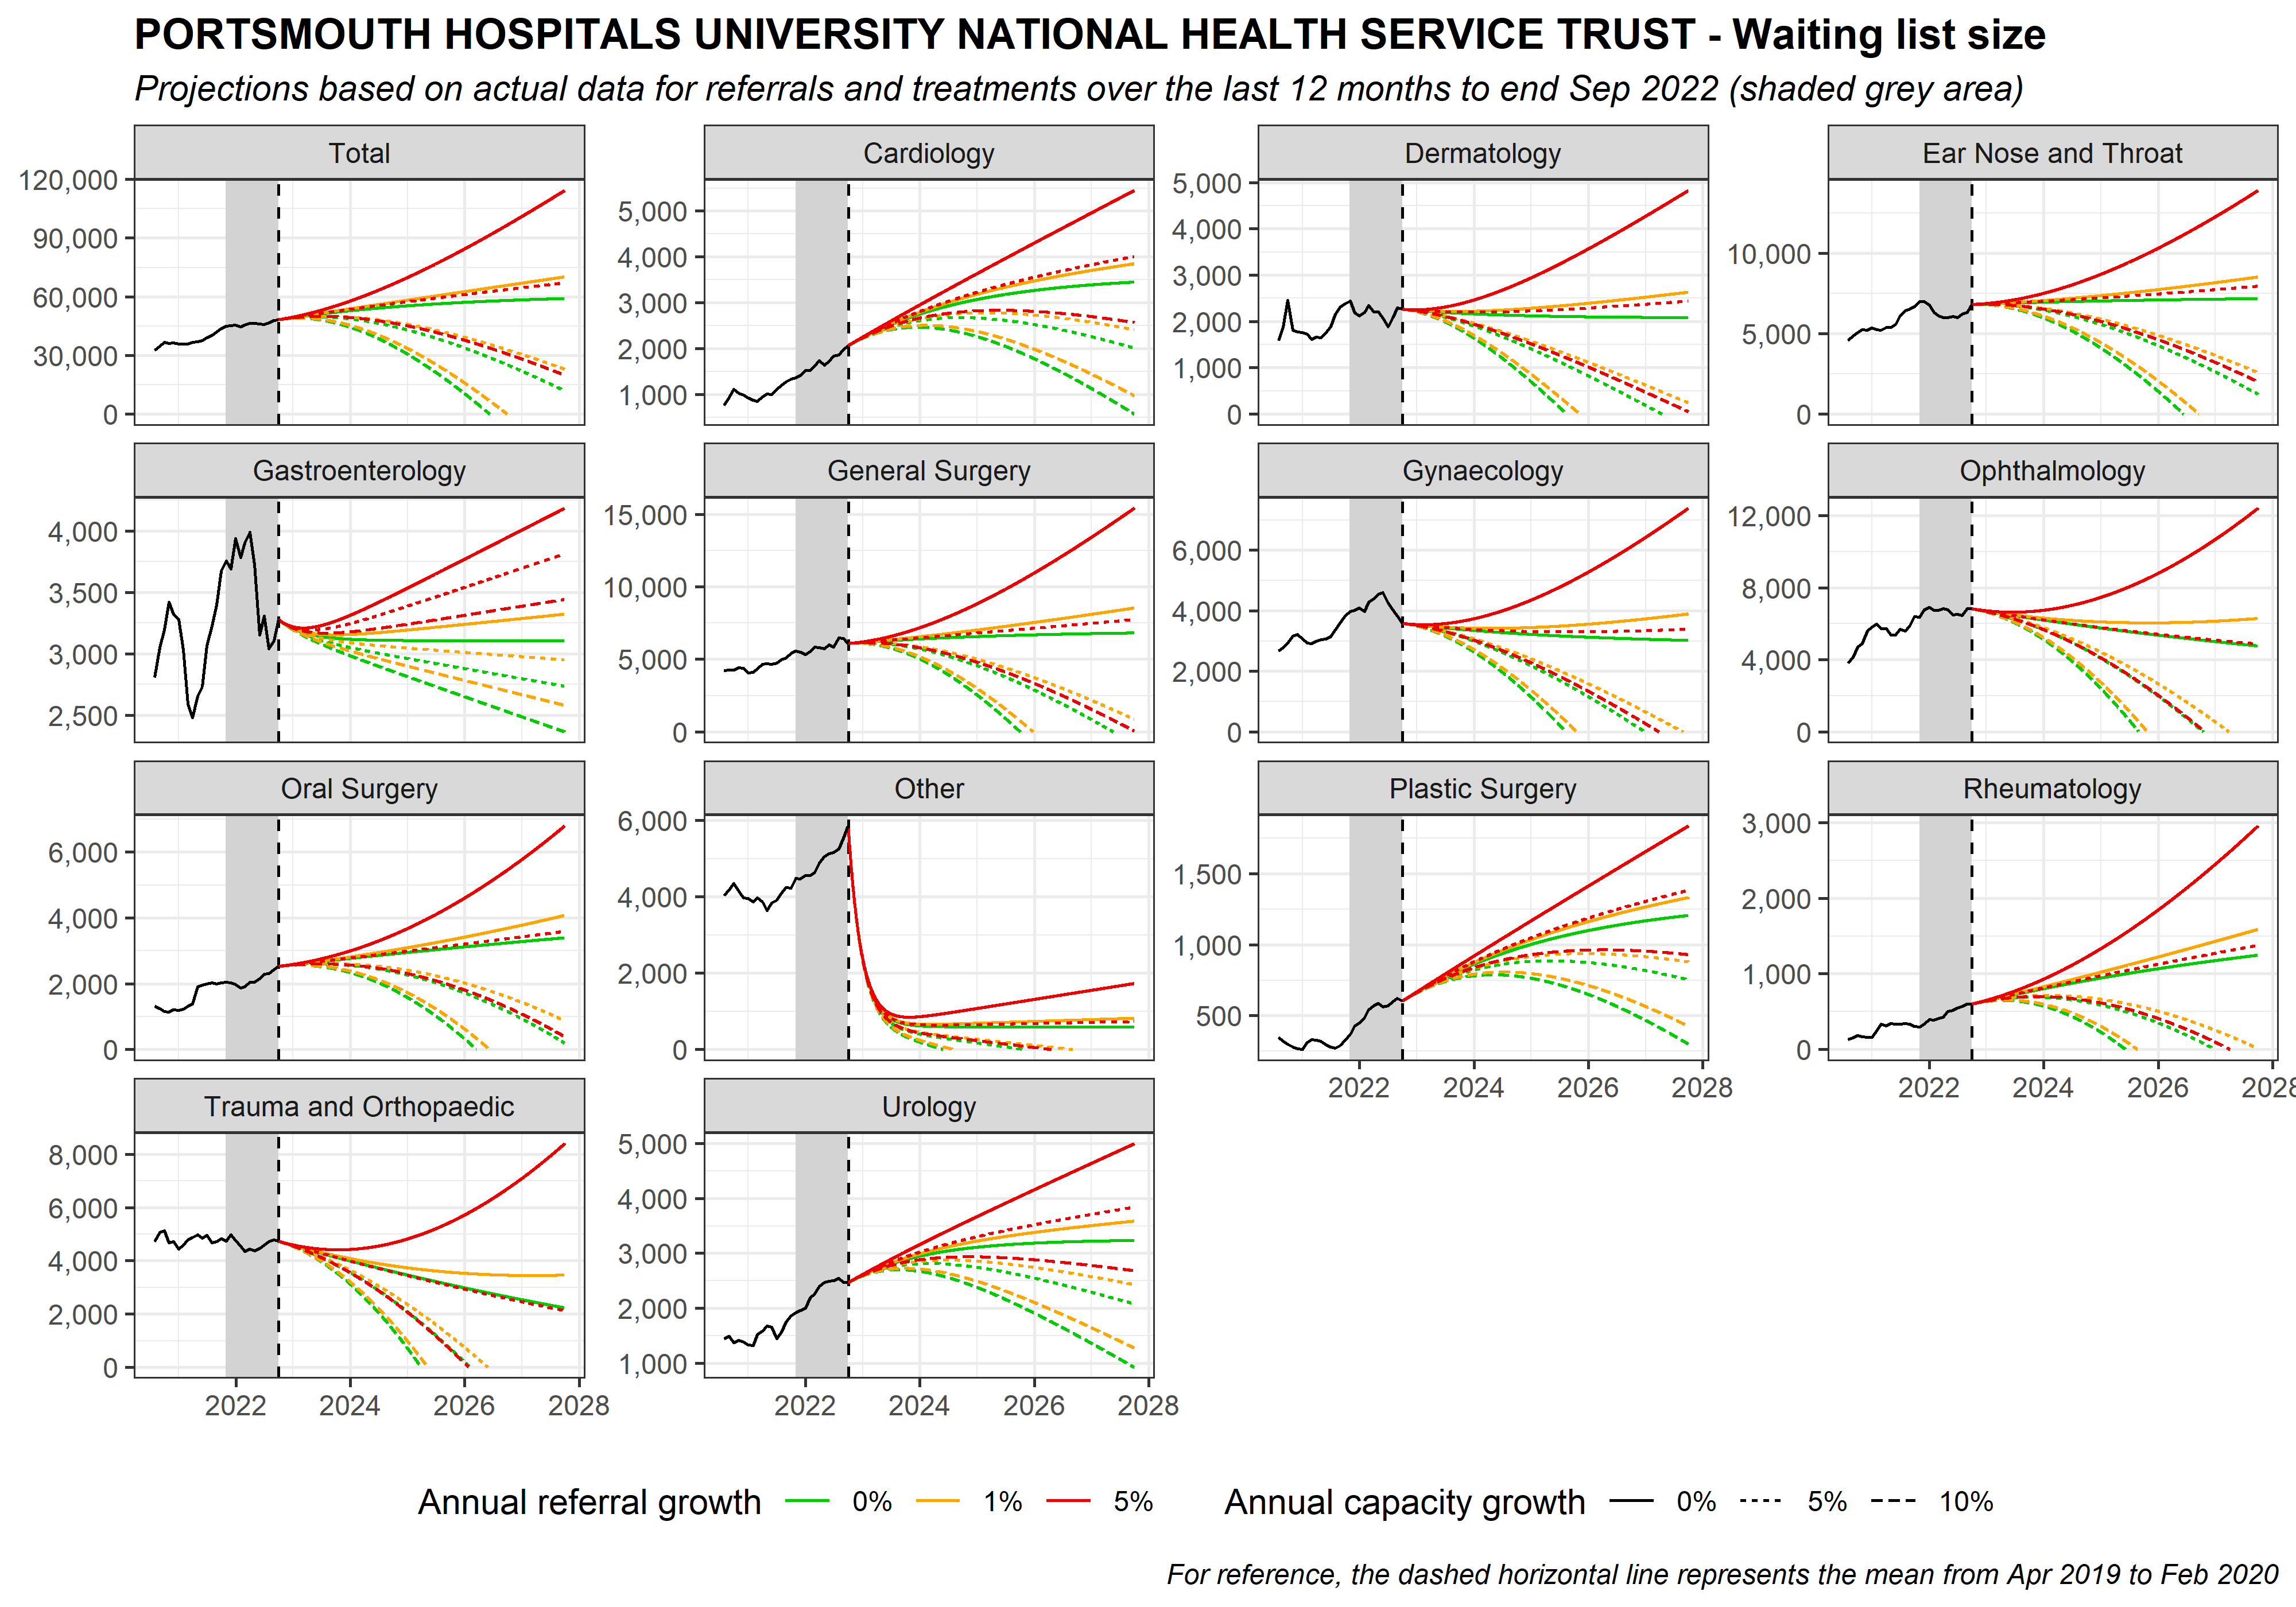 PORTSMOUTH HOSPITALS UNIVERSITY NATIONAL HEALTH SERVICE TRUST - Waiting list size
Projections based on actual data for referrals and treatments over the last 12 months to end Sep 2022 (shaded grey area)
Total
120,000
90,000
60,000
30,000
0
Cardiology
5,000
4,000
3,000
2,000
1,000
Dermatology
5,000
4,000
3,000
2,000
1,000
0
Ear Nose and Throat
10,000
5,000
0
Gastroenterology
4,000
3,500
3,000
2,500
General Surgery
15,000
10,000
5,000
0
Gynaecology
6,000
4,000
2,000
0
Ophthalmology
12,000
8,000
4,000
0
Oral Surgery
6,000
4,000
2,000
0
Other
6,000
4,000
2,000
0
Plastic Surgery
1,500
1,000
500
2022 2024 2026 2028
Rheumatology
3,000
2,000
1,000
0
2022 2024 2026 2028
Trauma and Orthopaedic
8,000
6,000
4,000
2,000
0
2022 2024 2026 2028
Urology
5,000
4,000
3,000
2,000
1,000
2022 2024 2026 2028
Annual referral growth 0% 1% 5% Annual capacity growth 0% 5% 10%
For reference, the dashed horizontal line represents the mean from Apr 2019 to Feb 2020